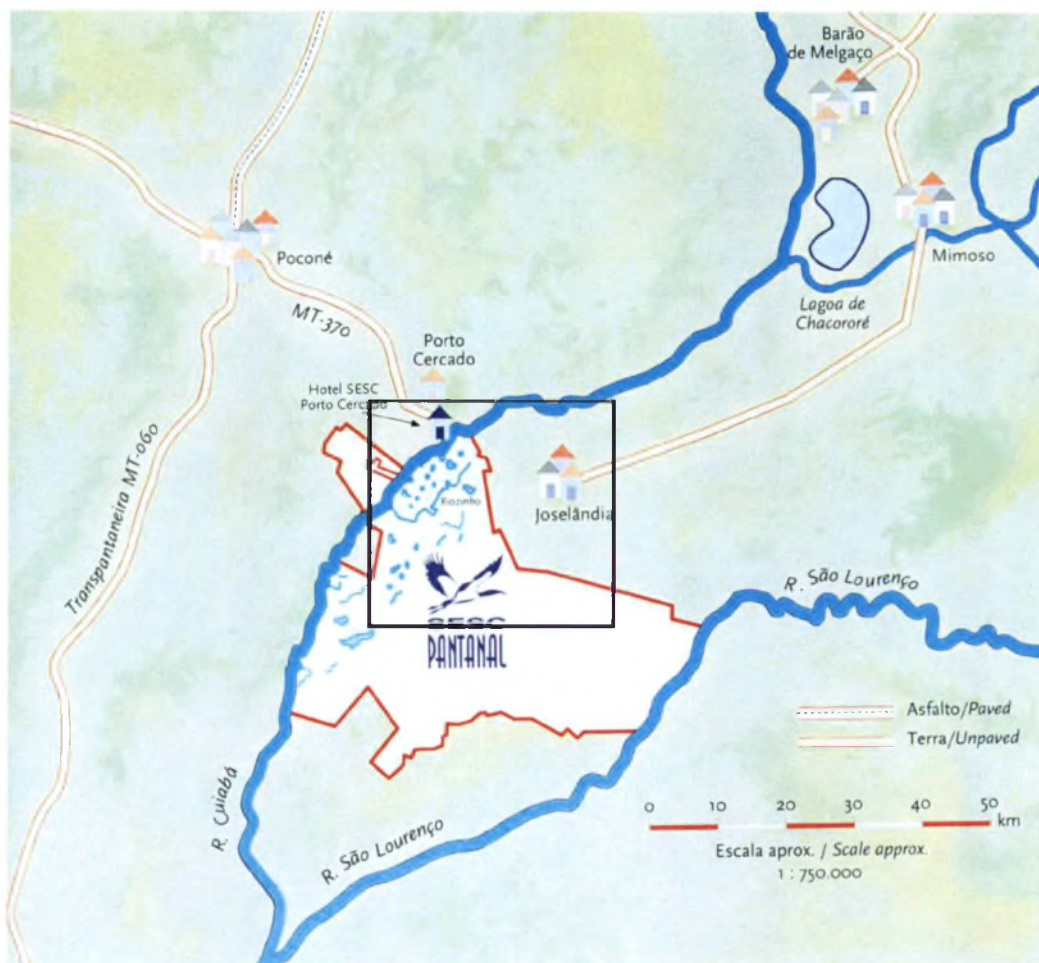 Barão
de Melgaço
Poconé
Mimoso
MT-370
Lagoa de
Chacororé
Porto
Cercado
Hotel SESC
Porto Cercado
Transpantaneira MT-060
Riozinho
Joselândia
R. São Lourenço
SESC
PANTANAL
Asfalto/Paved
Terra/Unpaved
R. Cuiabá
R. São Lourenço
0 10 20 30 40 50
km
Escala aprox. / Scale approx.
1 : 750.000